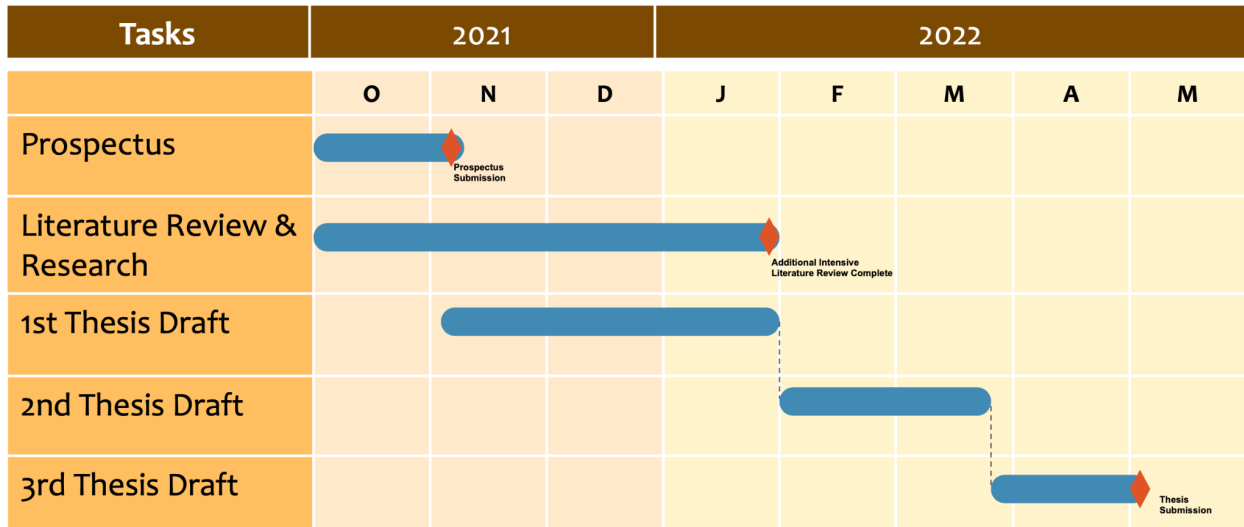 Tasks 2021 2022
O N D J F M A M
Prospectus
Prospectus
Submission
Literature Review &
Research
Additional Intensive
Literature Review Complete
1st Thesis Draft
2nd Thesis Draft
3rd Thesis Draft
Thesis
Submission